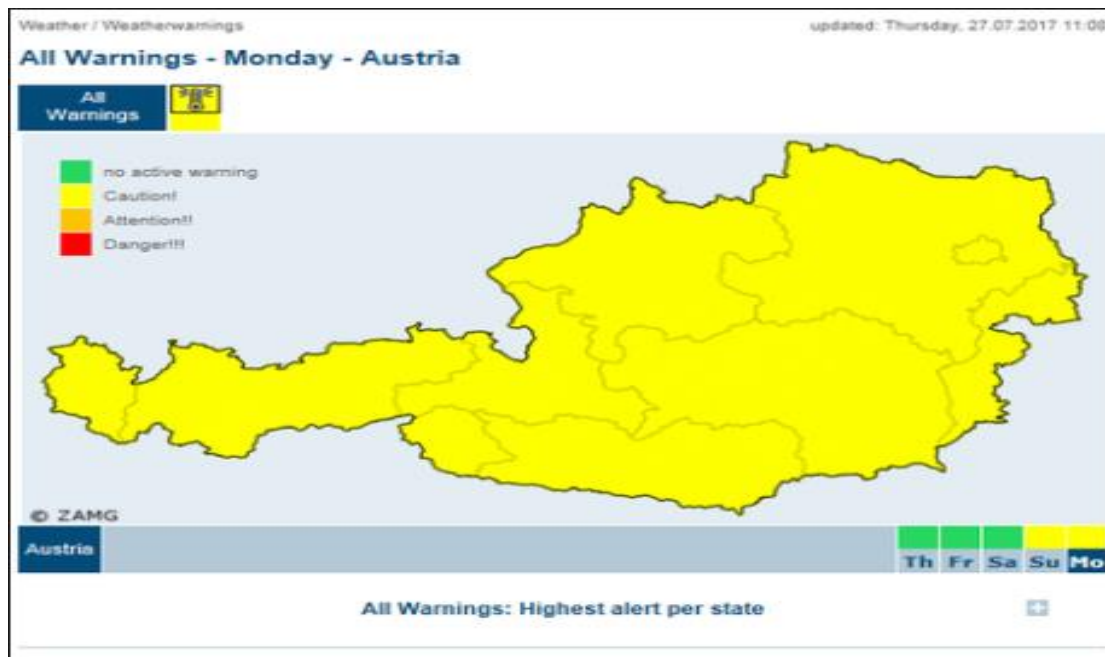 Weather / Weatherwarnings
updated: Thursday, 27.07.2017 11:08
All Warnings - Monday - Austria
All
Warnings
no active warning
Caution!
Attention!!
Danger!!!
© ZAMG
Austria
Th Fr Sa Su Mo
All Warnings: Highest alert per state